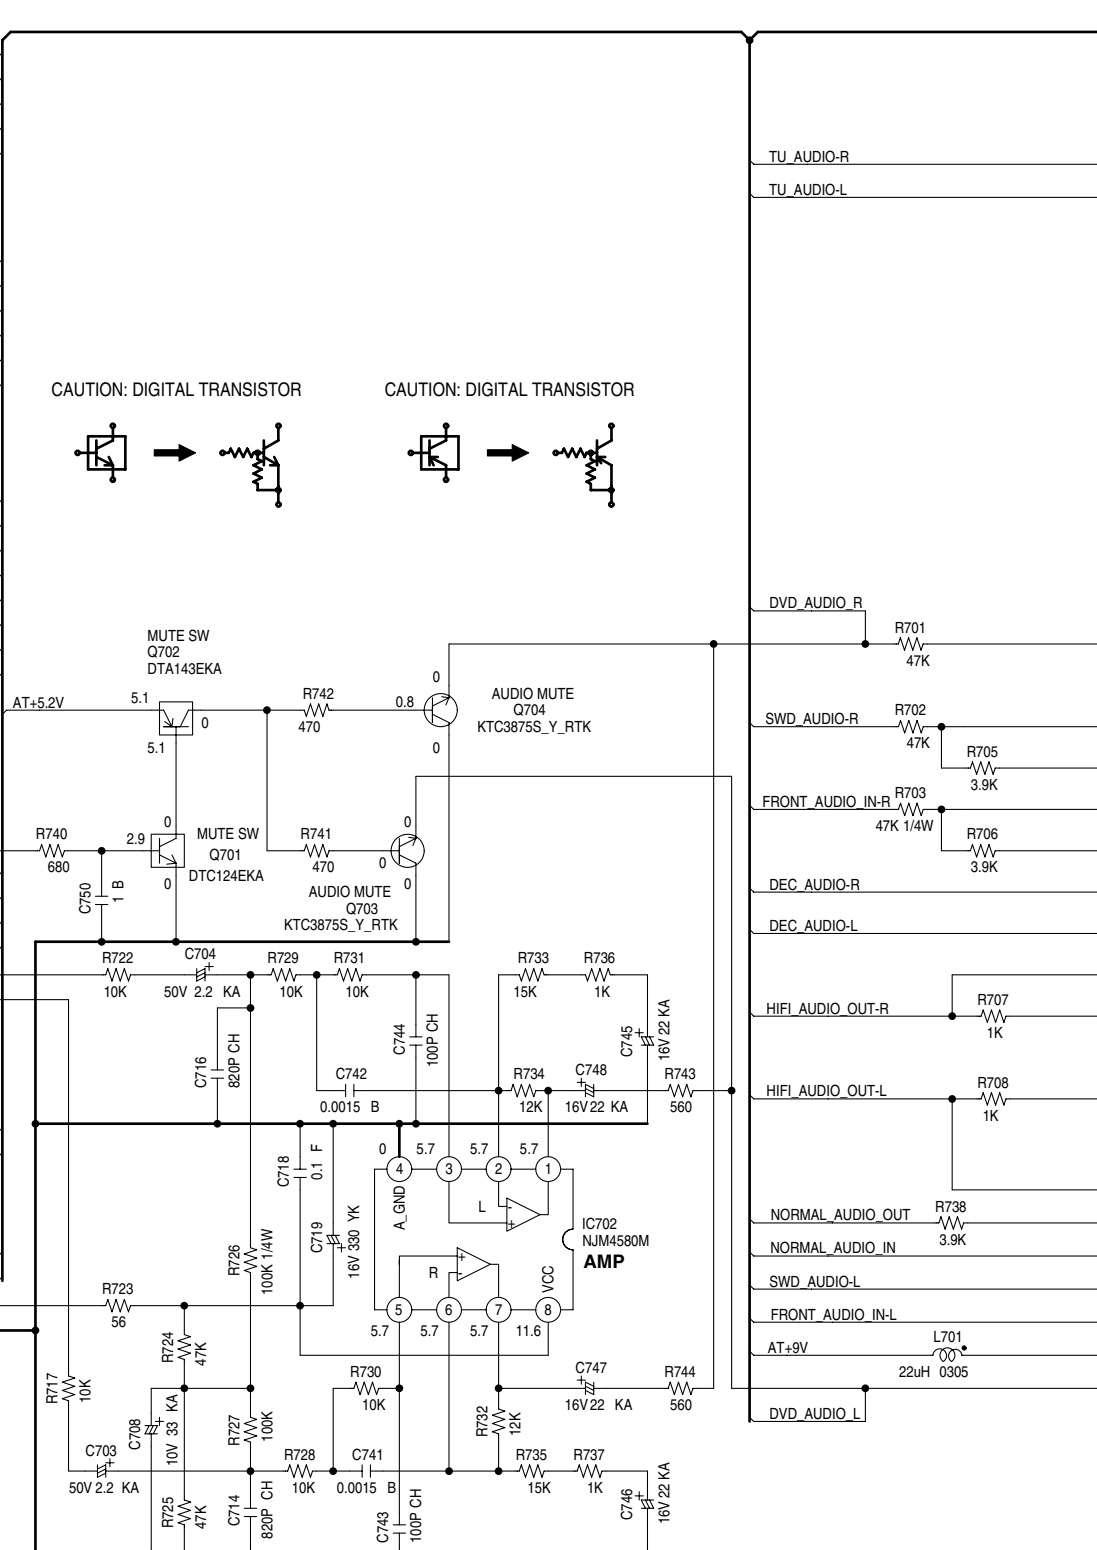 TU_AUDIO-R
TU_AUDIO-L
CAUTION: DIGITAL TRANSISTOR
CAUTION: DIGITAL TRANSISTOR
DVD_AUDIO_R
R701
47K
MUTE SW
Q702
DTA143EKA
AT+5.2V
5.1
0
5.1
R742
470
0
0.8
0
AUDIO MUTE
Q704
KTC3875S_Y_RTK
SWD_AUDIO-R
R702
47K
R705
3.9K
FRONT_AUDIO_IN-R
R703
47K 1/4W
R706
3.9K
R740
680
C750
1 B
0
2.9
0
MUTE SW
Q701
DTC124EKA
R741
470
0
0
0
AUDIO MUTE
Q703
KTC3875S_Y_RTK
DEC_AUDIO-R
DEC_AUDIO-L
R722
10K
C704
+
50V 2.2 KA
R729
10K
R731
10K
R733
15K
R736
1K
C716
820P CH
C744
100P CH
C745
+
16V 22 KA
HIFI_AUDIO_OUT-R
R707
1K
C742
0.0015 B
R734
12K
C748
+
16V 22 KA
R743
560
HIFI_AUDIO_OUT-L
R708
1K
C718
0.1 F
C719
+
16V 330 YK
0
5.7
5.7
5.7
4
3
2
1
A_GND
L
-
+
IC702
NJM4580M
AMP
R
+
-
VCC
5
6
7
8
5.7
5.7
5.7
11.6
R726
100K 1/4W
NORMAL_AUDIO_OUT
R738
3.9K
NORMAL_AUDIO_IN
SWD_AUDIO-L
FRONT_AUDIO_IN-L
AT+9V
L701
22uH 0305
DVD_AUDIO_L
R723
56
R724
47K
R717
10K
R730
10K
C747
+
16V 22 KA
R744
560
C708
+
10V 33 KA
R727
100K
R732
12K
C703
+
50V 2.2 KA
R728
10K
C741
0.0015 B
R735
15K
R737
1K
R725
47K
C714
820P CH
C743
100P CH
C746
+
16V 22 KA